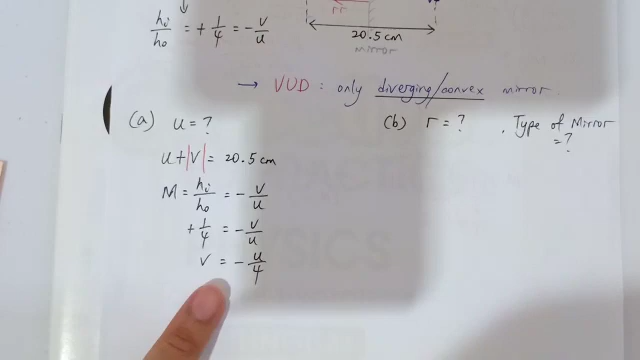 hi/ho = + 1/4 = - v/u
rr
20.5 cm
mirror
→ VUD : only diverging/convex mirror
(a) u = ?
u + |v| = 20.5 cm
M = hi/ho = - v/u
+ 1/4 = - v/u
v = - u/4
(b) r = ? , Type of Mirror
= ?